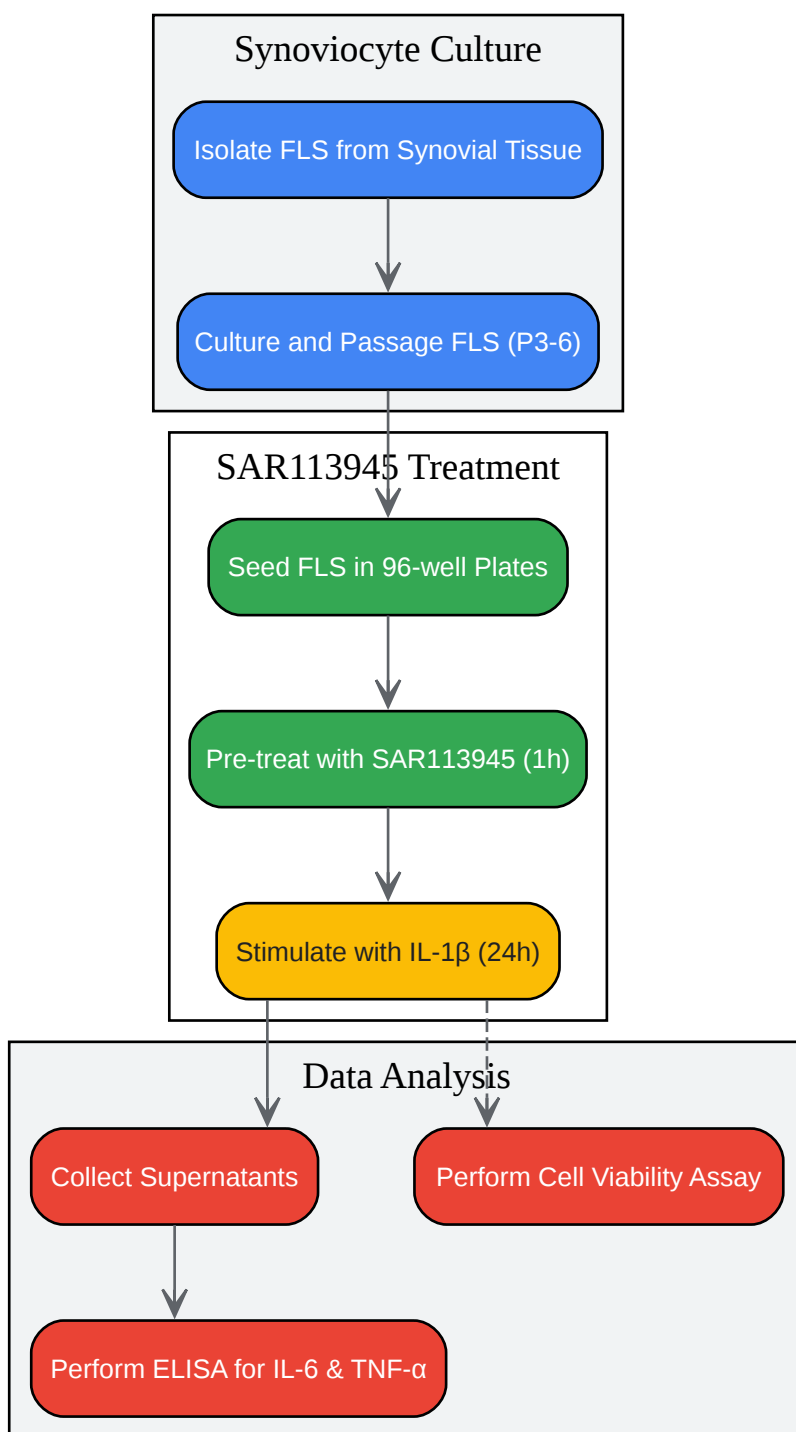 Synoviocyte Culture
Isolate FLS from Synovial Tissue
Culture and Passage FLS (P3-6)
SAR113945 Treatment
Seed FLS in 96-well Plates
Pre-treat with SAR113945 (1h)
Stimulate with IL-1β (24h)
Data Analysis
Collect Supernatants
Perform Cell Viability Assay
Perform ELISA for IL-6 & TNF-α